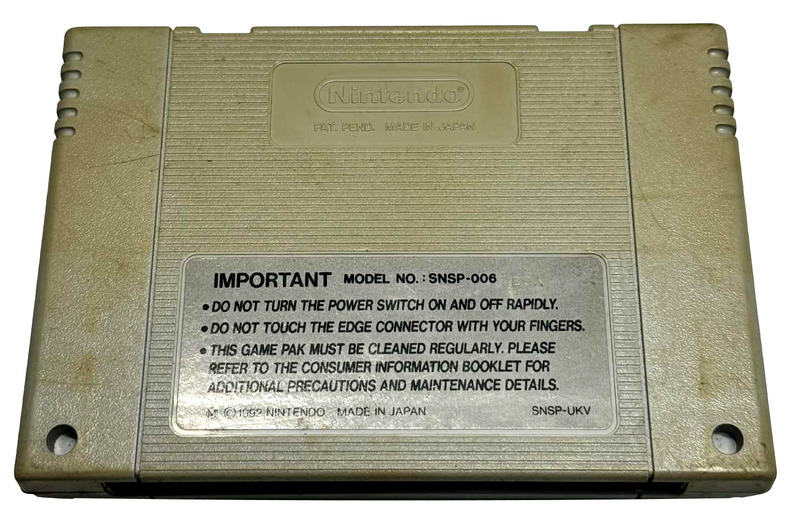 Nintendo®
PAT. PEND. MADE IN JAPAN
IMPORTANT MODEL NO. : SNSP-006
• DO NOT TURN THE POWER SWITCH ON AND OFF RAPIDLY.
• DO NOT TOUCH THE EDGE CONNECTOR WITH YOUR FINGERS.
• THIS GAME PAK MUST BE CLEANED REGULARLY. PLEASE
REFER TO THE CONSUMER INFORMATION BOOKLET FOR
ADDITIONAL PRECAUTIONS AND MAINTENANCE DETAILS.
Ⓜ ©1992 NINTENDO MADE IN JAPAN SNSP-UKV